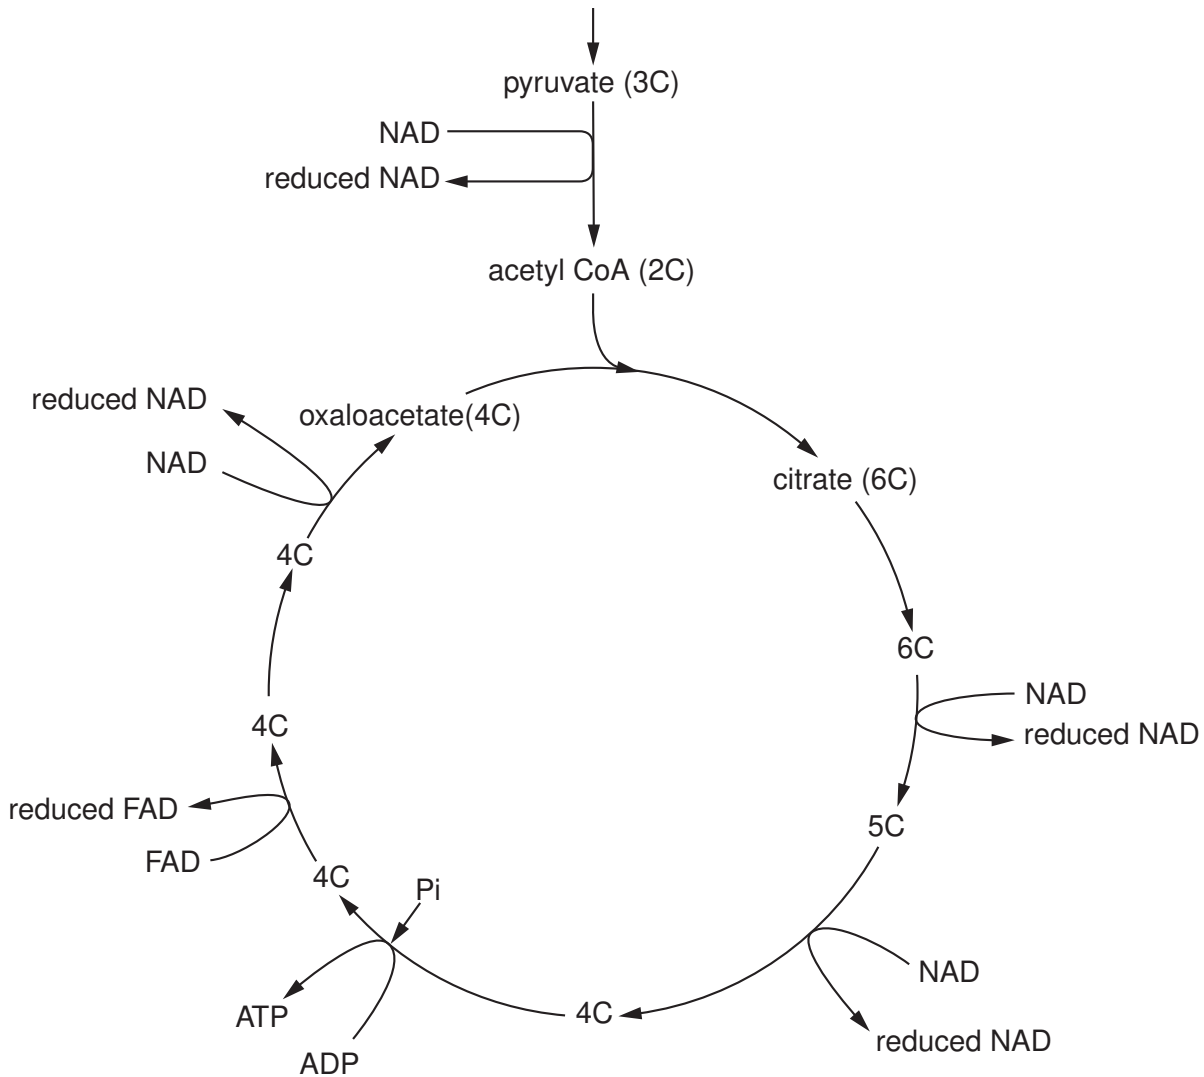 pyruvate (3C)
NAD
reduced NAD
acetyl CoA (2C)
reduced NAD
oxaloacetate(4C)
NAD
citrate (6C)
4C
6C
NAD
4C
reduced NAD
reduced FAD
5C
FAD
4C
Pi
NAD
4C
ATP
reduced NAD
ADP